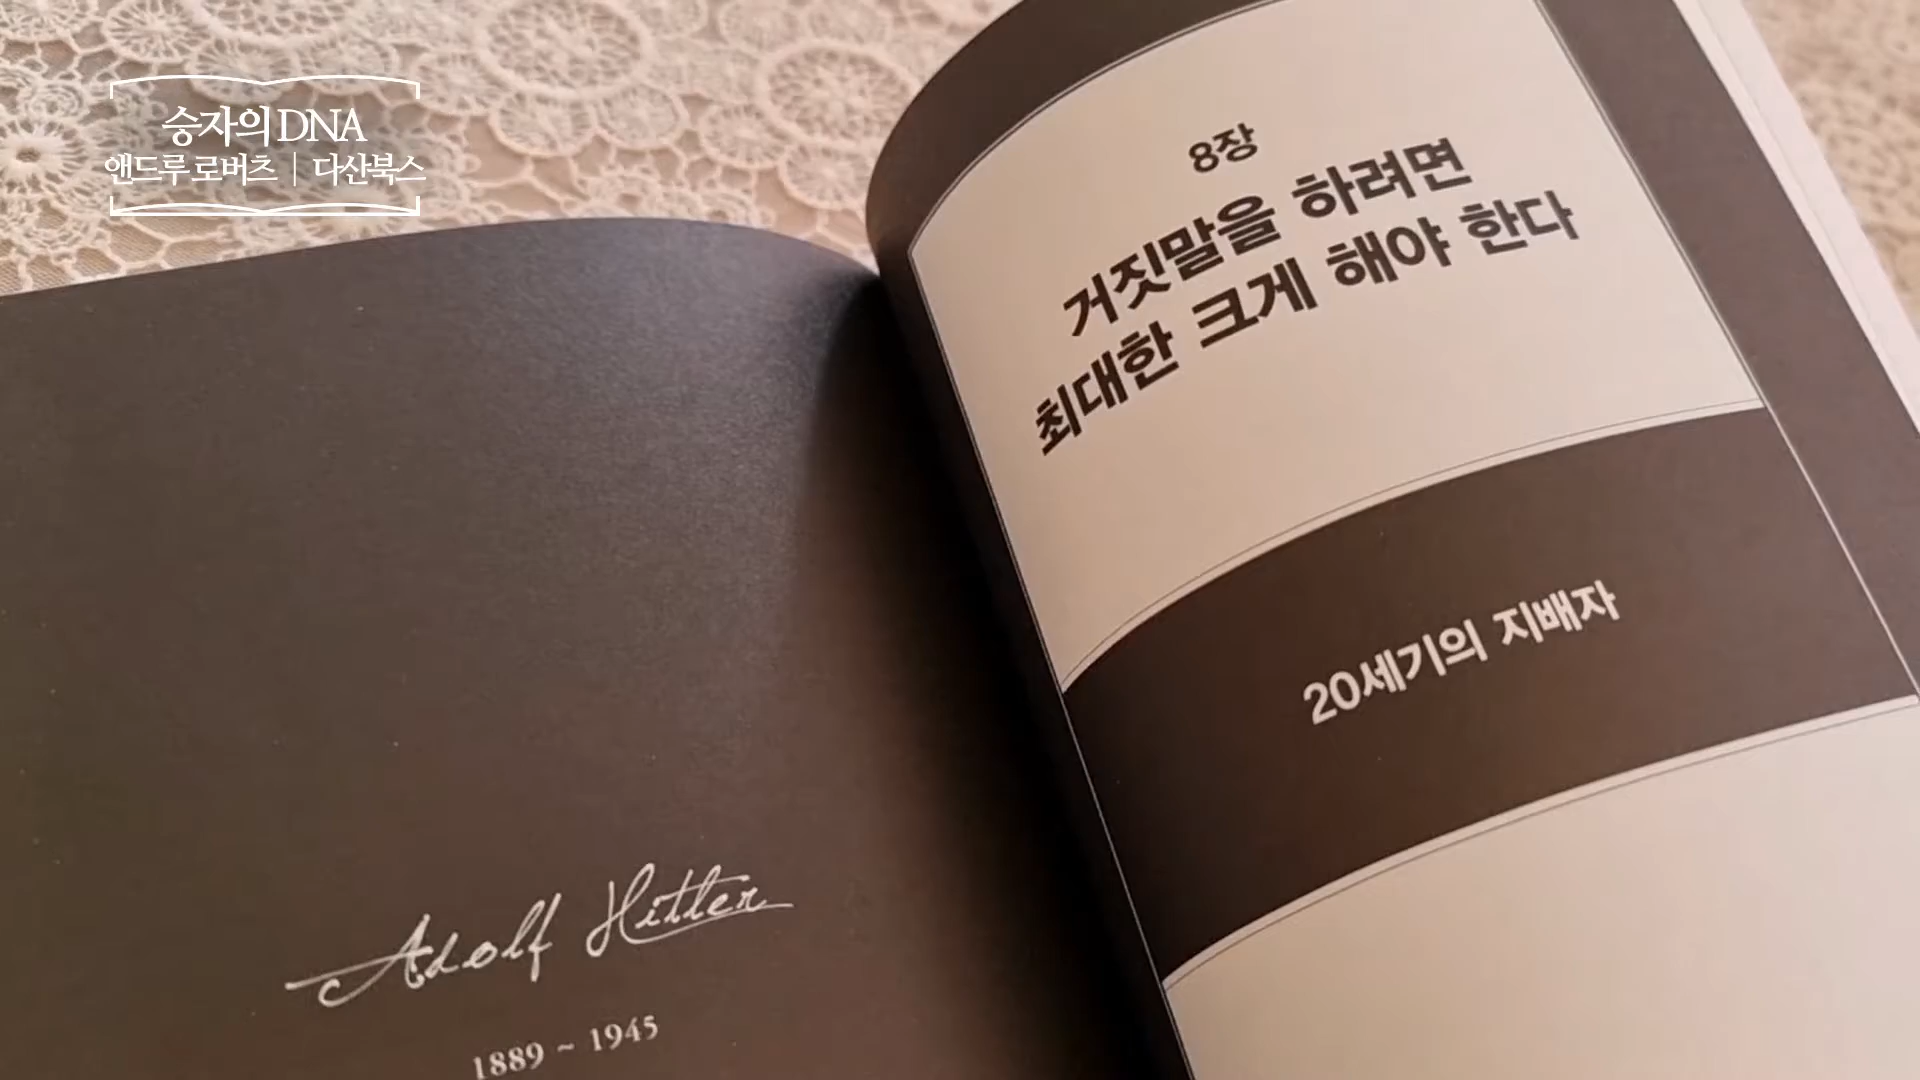 승자의 DNA
앤드루 로버츠 | 다산북스
Adolf Hitler
1889 ~ 1945
8장
거짓말을 하려면
최대한 크게 해야 한다
20세기의 지배자